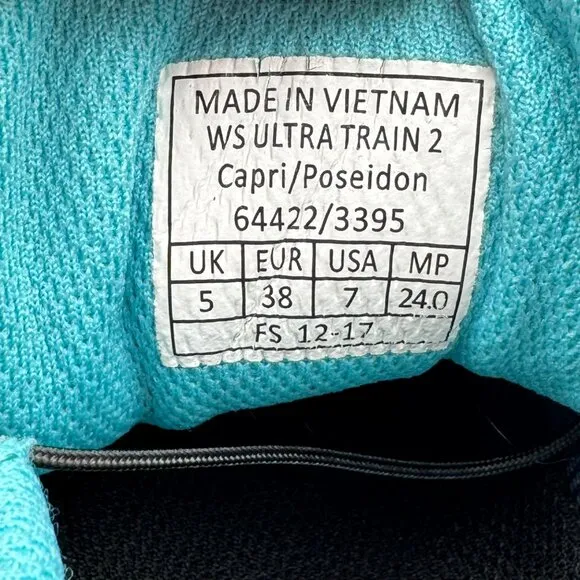 MADE IN VIETNAM
WS ULTRA TRAIN 2
Capri/Poseidon
64422/3395
UK EUR USA MP
5 38 7 24.0
FS 12-17